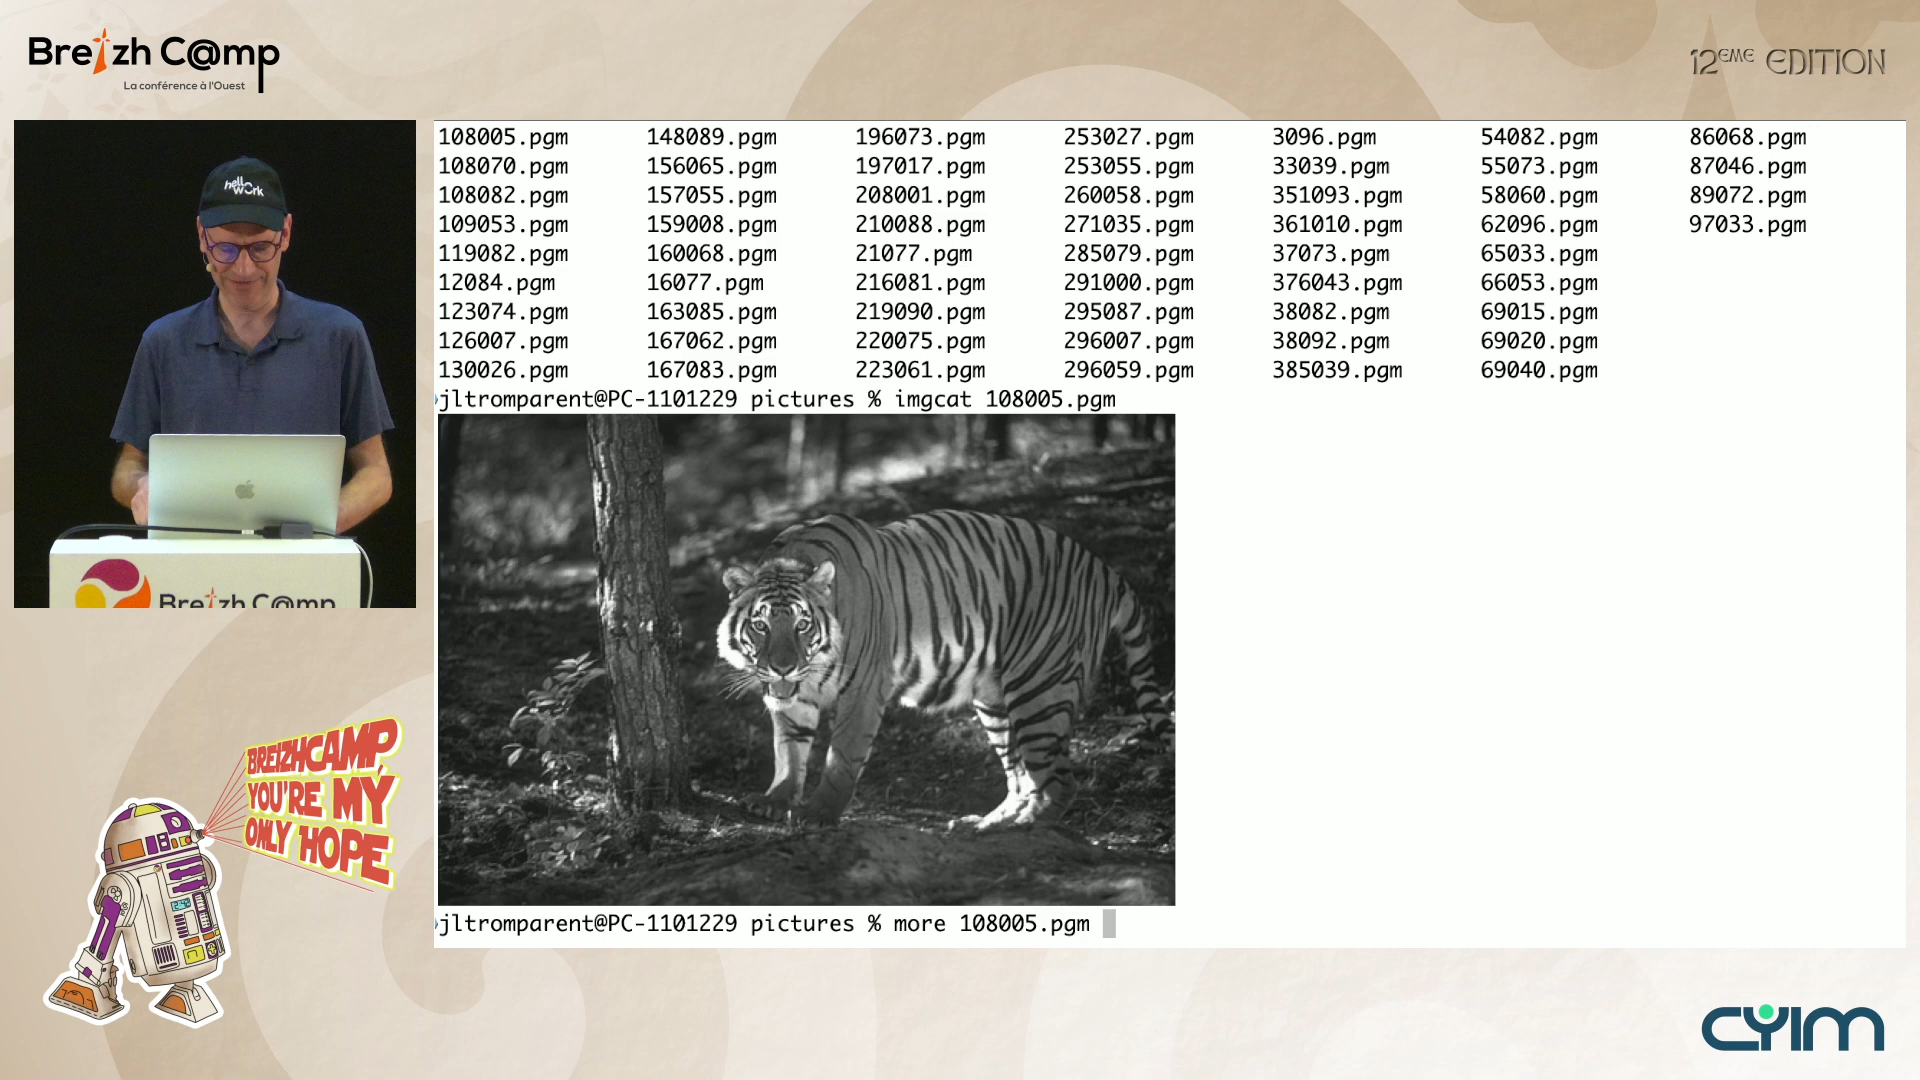 Breizh C@mp
La conférence à l'Ouest
12EME EDITION
hello
work
Breizh C@mp
BREIZHCAMP,
YOU'RE MY
ONLY HOPE
108005.pgm 148089.pgm 196073.pgm 253027.pgm 3096.pgm 54082.pgm 86068.pgm
108070.pgm 156065.pgm 197017.pgm 253055.pgm 33039.pgm 55073.pgm 87046.pgm
108082.pgm 157055.pgm 208001.pgm 260058.pgm 351093.pgm 58060.pgm 89072.pgm
109053.pgm 159008.pgm 210088.pgm 271035.pgm 361010.pgm 62096.pgm 97033.pgm
119082.pgm 160068.pgm 21077.pgm 285079.pgm 37073.pgm 65033.pgm
12084.pgm 16077.pgm 216081.pgm 291000.pgm 376043.pgm 66053.pgm
123074.pgm 163085.pgm 219090.pgm 295087.pgm 38082.pgm 69015.pgm
126007.pgm 167062.pgm 220075.pgm 296007.pgm 38092.pgm 69020.pgm
130026.pgm 167083.pgm 223061.pgm 296059.pgm 385039.pgm 69040.pgm
jltromparent@PC-1101229 pictures % imgcat 108005.pgm
jltromparent@PC-1101229 pictures % more 108005.pgm
CYIM